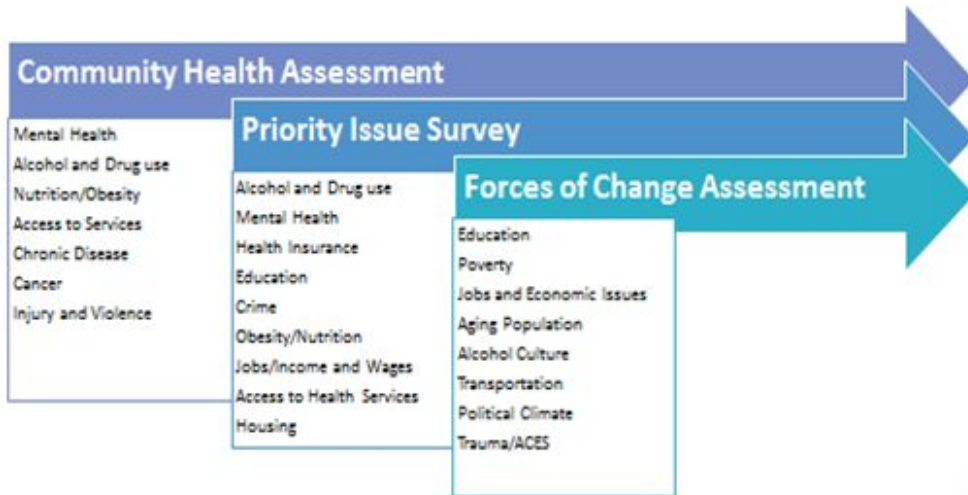 Community Health Assessment
Mental Health
Alcohol and Drug use
Nutrition/Obesity
Access to Services
Chronic Disease
Cancer
Injury and Violence
Priority Issue Survey
Alcohol and Drug use
Mental Health
Health Insurance
Education
Crime
Obesity/Nutrition
Jobs/Income and Wages
Access to Health Services
Housing
Forces of Change Assessment
Education
Poverty
Jobs and Economic Issues
Aging Population
Alcohol Culture
Transportation
Political Climate
Trauma/ACES